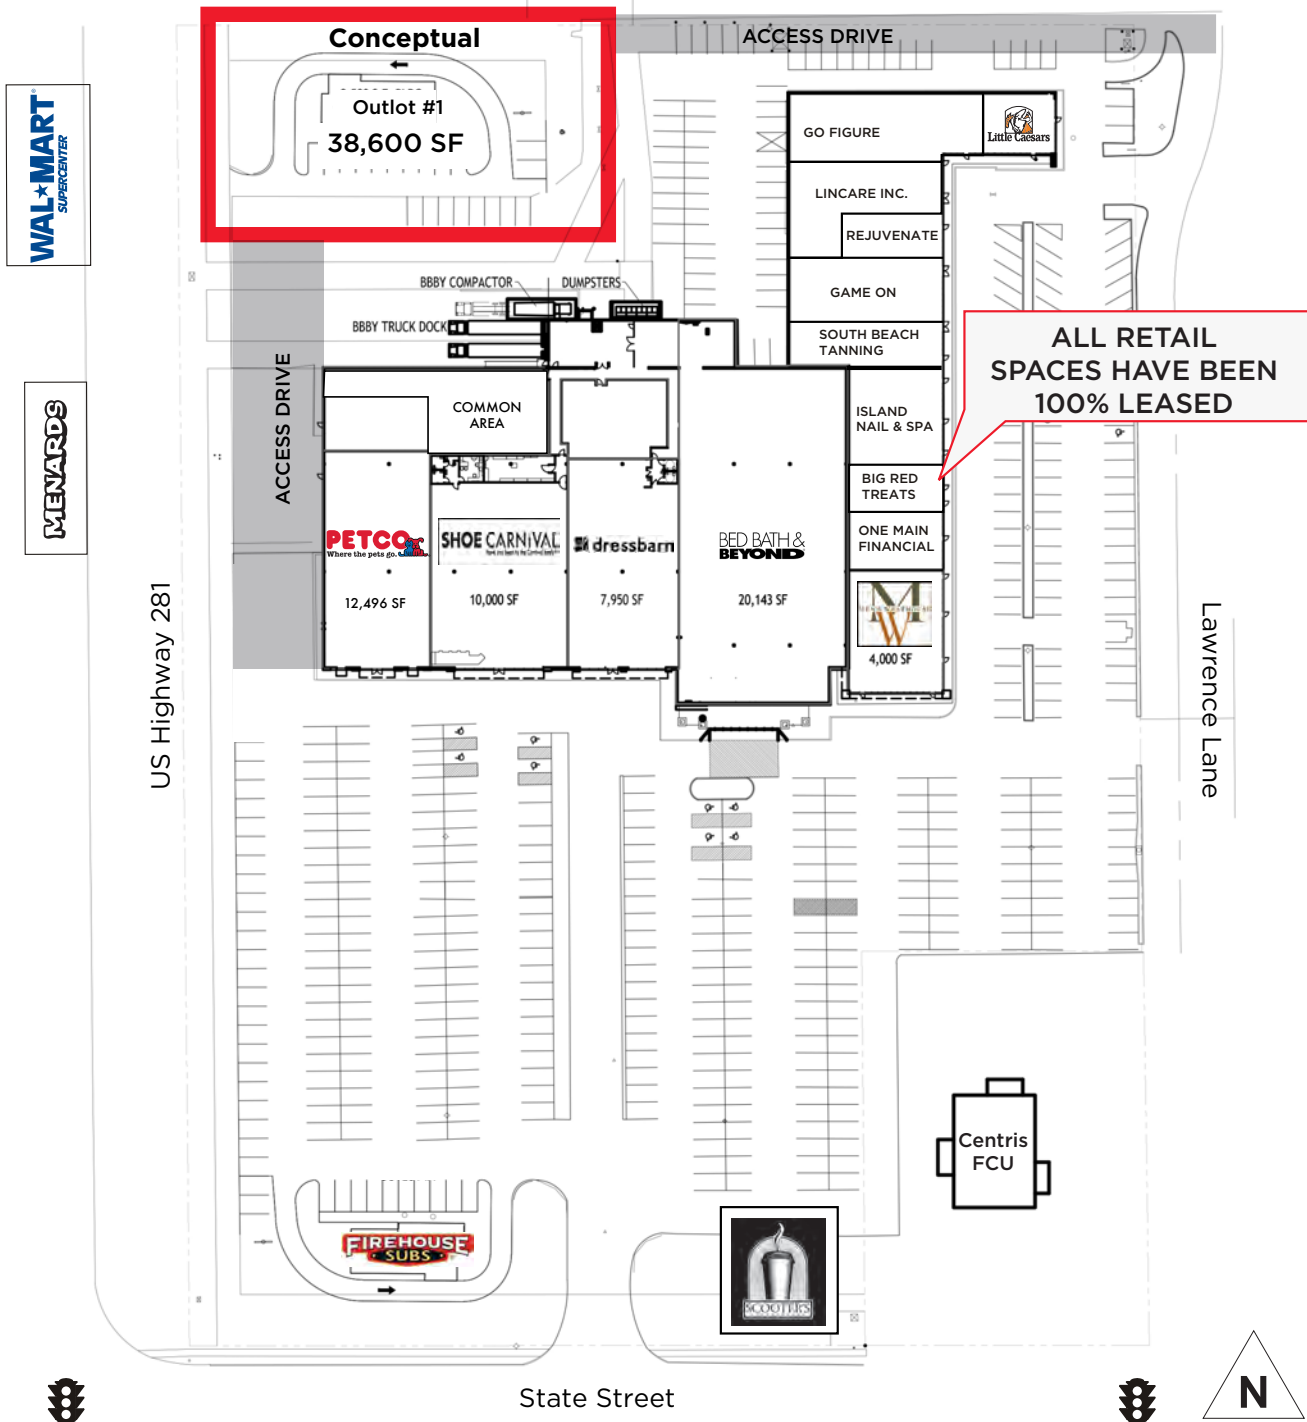 Conceptual
Outlot #1
38,600 SF
ACCESS DRIVE
WAL★MART
SUPERCENTER
GO FIGURE
Little Caesars
LINCARE INC.
REJUVENATE
GAME ON
SOUTH BEACH
TANNING
BBBY COMPACTOR
DUMPSTERS
BBBY TRUCK DOCK
ALL RETAIL
SPACES HAVE BEEN
100% LEASED
MENARDS
ACCESS DRIVE
COMMON
AREA
ISLAND
NAIL & SPA
BIG RED
TREATS
ONE MAIN
FINANCIAL
PETCO
Where the pets go.
SHOE CARNIVAL
dressbarn
BED BATH &
BEYOND
12,496 SF
10,000 SF
7,950 SF
20,143 SF
MW
4,000 SF
US Highway 281
Lawrence Lane
Centris
FCU
FIREHOUSE
SUBS
SCOOTER'S
State Street
N